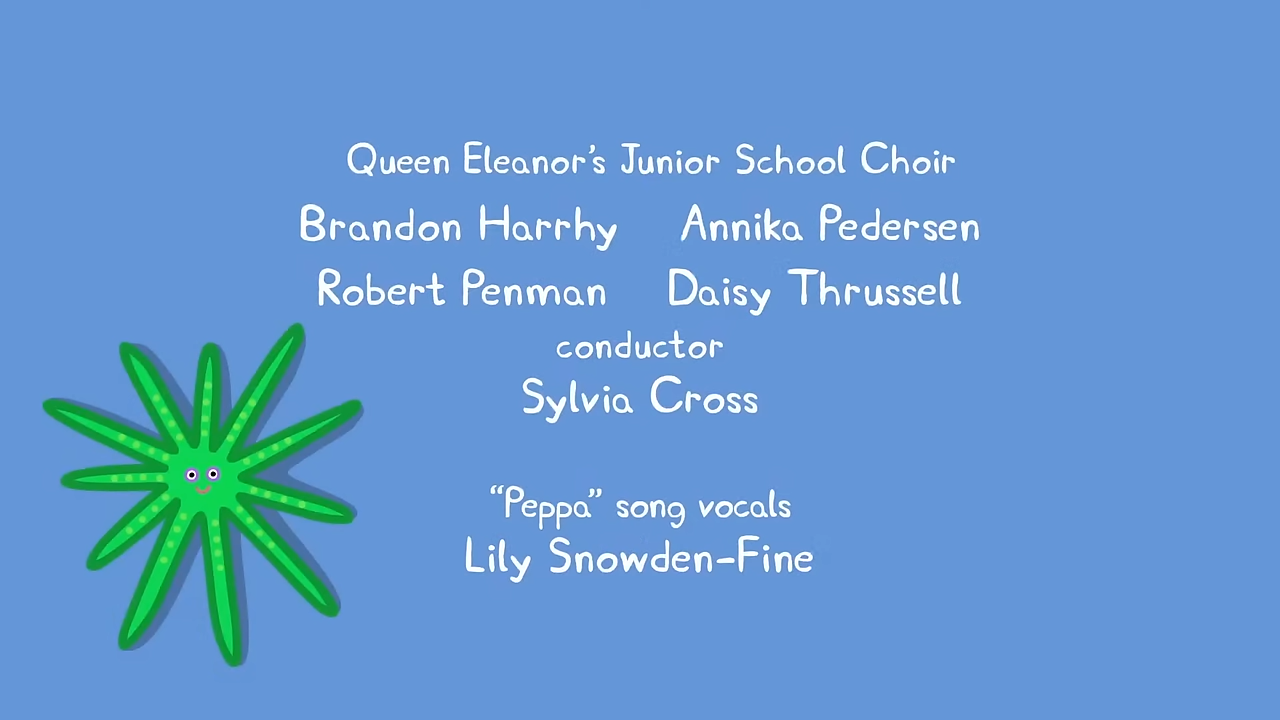 Queen Eleanor's Junior School Choir
Brandon Harrhy Annika Pedersen
Robert Penman Daisy Thrussell
conductor
Sylvia Cross
“Peppa” song vocals
Lily Snowden-Fine